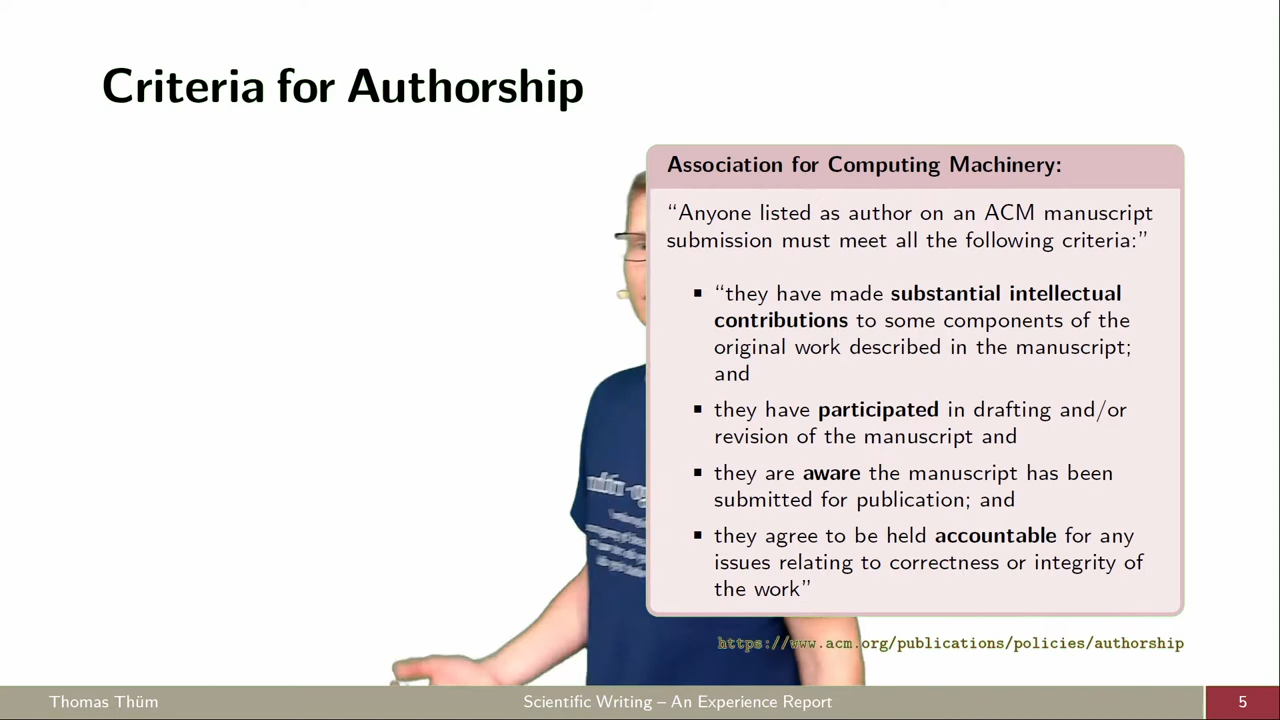 Criteria for Authorship
Association for Computing Machinery:
“Anyone listed as author on an ACM manuscript
submission must meet all the following criteria:”
▪ “they have made substantial intellectual
contributions to some components of the
original work described in the manuscript;
and
▪ they have participated in drafting and/or
revision of the manuscript and
▪ they are aware the manuscript has been
submitted for publication; and
▪ they agree to be held accountable for any
issues relating to correctness or integrity of
the work”
https://www.acm.org/publications/policies/authorship
Thomas Thüm
Scientific Writing – An Experience Report
5